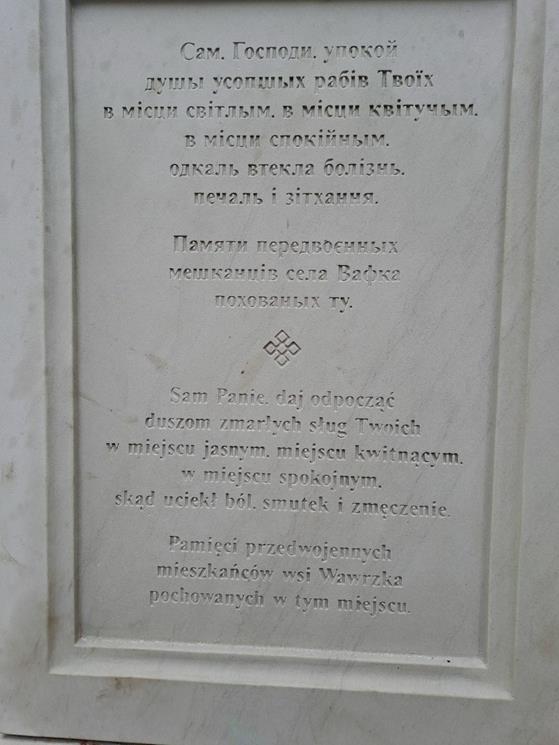 Сам, Господи, упокой
душы усопшых рабів Твоїх
в місци світлым, в місци квітучым,
в місци спокійным,
одкаль втекла болізнь,
печаль і зітхання.
Памяти передвоєнных
мешканців села Вафка
похованых ту.
Sam Panie, daj odpocząć
duszom zmarłych sług Twoich
w miejscu jasnym, miejscu kwitnącym,
w miejscu spokojnym,
skąd uciekł ból, smutek i zmęczenie.
Pamięci przedwojennych
mieszkańców wsi Wawrzka
pochowanych w tym miejscu.